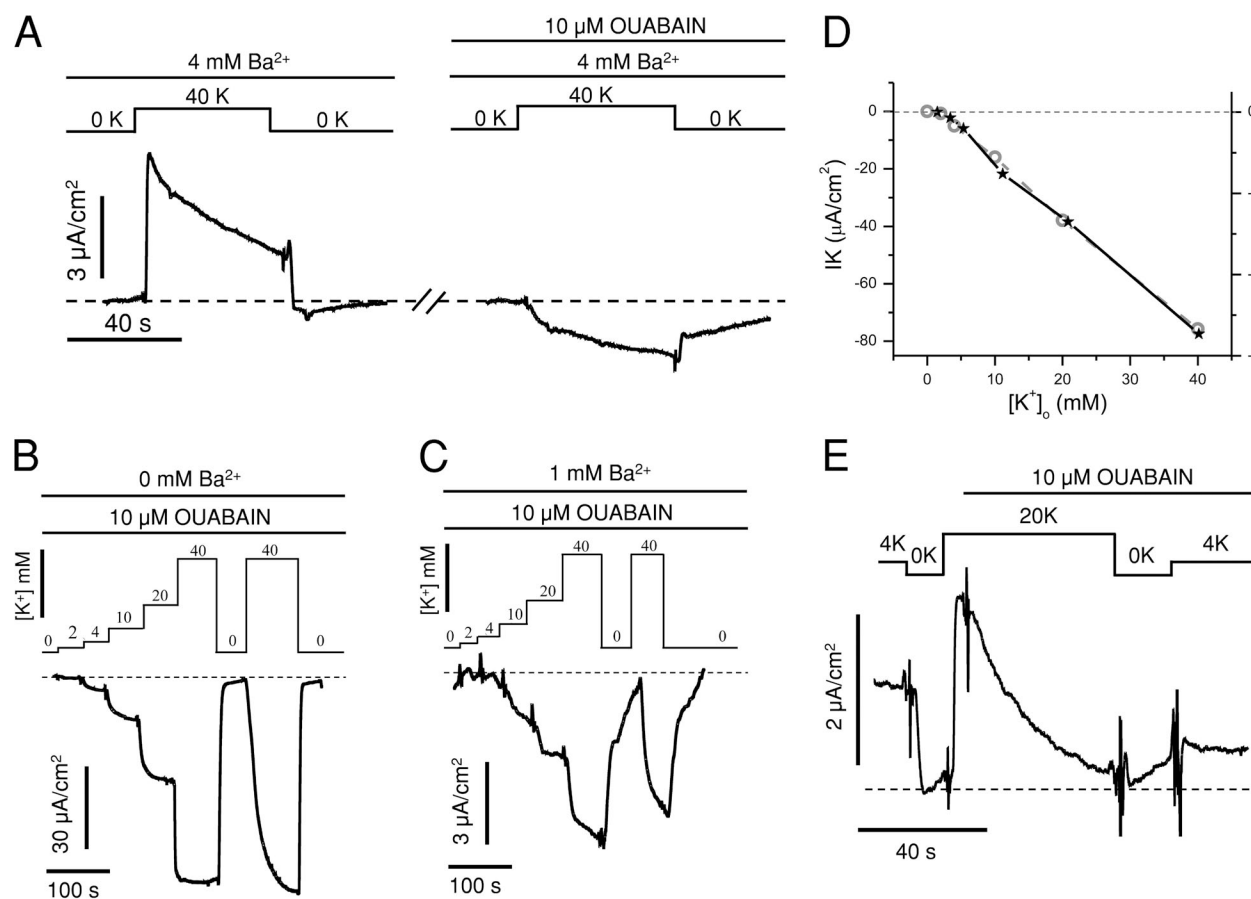 A
4 mM Ba²⁺
40 K
0 K
0 K
3 µA/cm²
40 s
10 µM OUABAIN
4 mM Ba²⁺
40 K
0 K
0 K
D
0
-20
-40
-60
-80
IK (µA/cm²)
0
10
20
30
40
[K⁺]ₒ (mM)
0
B
0 mM Ba²⁺
10 µM OUABAIN
[K⁺] mM
0
2
4
10
20
40
0
40
0
30 µA/cm²
100 s
C
1 mM Ba²⁺
10 µM OUABAIN
[K⁺] mM
0
2
4
10
20
40
0
40
0
3 µA/cm²
100 s
E
10 µM OUABAIN
20K
4K
0K
0K
4K
2 µA/cm²
40 s